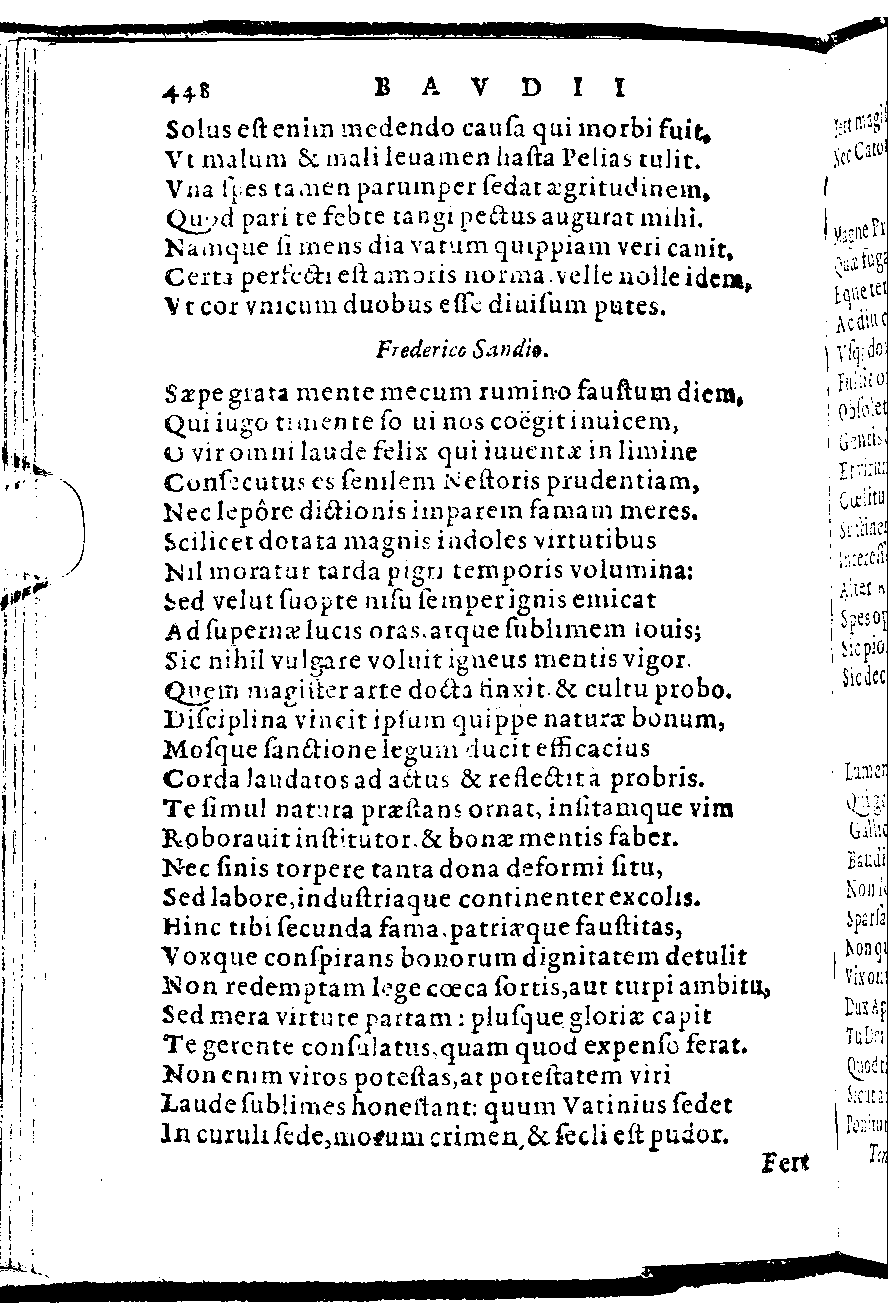 448 B A V D I I
Solus eſt enim medendo cauſa qui morbi fuit,
Vt malum & mali leuamen haſta Pelias tulit.
Vna ſpes tamen parumper ſedat ægritudinem,
Quod pari te febre tangi pectus augurat mihi.
Namque ſi mens dia vatum quippiam veri canit,
Certa perfecti eſt amoris norma, velle nolle idem,
Vt cor vnicum duobus eſſe diuiſum putes.
Frederico Sandio.
Sæpe grata mente mecum rumino fauſtum diem,
Qui iugo timente ſolui nos coëgit inuicem,
O vir omni laude felix qui iuuentæ in limine
Conſecutus es ſenilem Neſtoris prudentiam,
Nec lepôre dictionis imparem famam meres.
Scilicet dotata magnis indoles virtutibus
Nil moratur tarda pigri temporis volumina:
Sed velut ſuopte niſu ſemper ignis emicat
Ad ſupernæ lucis oras, atque ſublimem Iouis;
Sic nihil vulgare voluit igneus mentis vigor.
Quem magiſter arte docta tinxit, & cultu probo.
Diſciplina vincit ipſum quippe naturæ bonum,
Moſque ſanctione legum ducit efficacius
Corda laudatos ad actus & reflectit à probris.
Te ſimul natura præſtans ornat, inſitamque vim
Roborauit inſtitutor, & bonæ mentis faber.
Nec ſinis torpere tanta dona deformi ſitu,
Sed labore, induſtriaque continenter excolis.
Hinc tibi ſecunda fama, patriæque fauſtitas,
Voxque conſpirans bonorum dignitatem detulit
Non redemptam lege cœca ſortis, aut turpi ambitu,
Sed mera virtute partam : pluſque gloriæ capit
Te gerente conſulatus, quam quod expenſo ferat.
Non enim viros poteſtas, at poteſtatem viri
Laude ſublimes honeſtant: quum Vatinius ſedet
In curuli ſede, morum crimen, & ſecli eſt pudor.
Fert